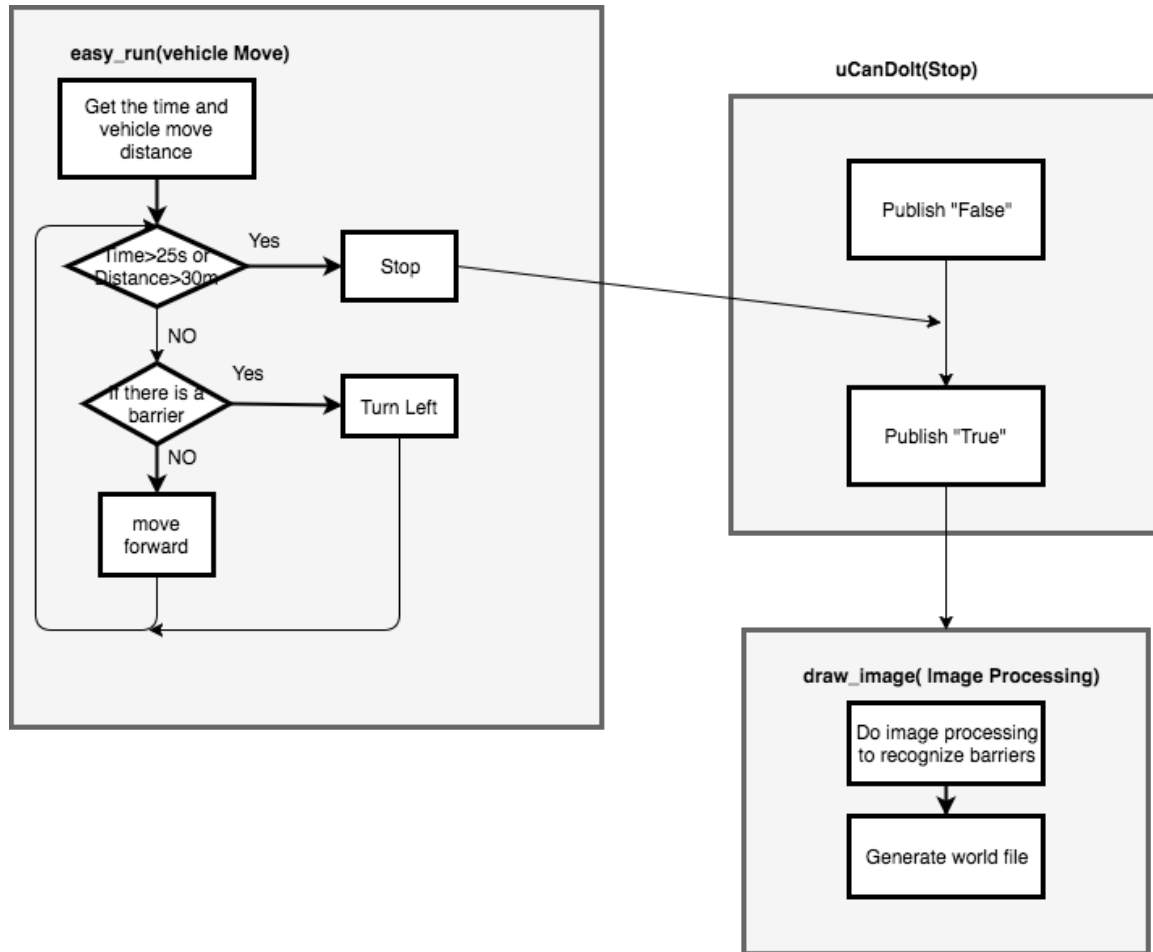 easy_run(vehicle Move)
Get the time and
vehicle move
distance
Time>25s or
Distance>30m
Yes
Stop
NO
If there is a
barrier
Yes
Turn Left
NO
move
forward
uCanDoIt(Stop)
Publish "False"
Publish "True"
draw_image( Image Processing)
Do image processing
to recognize barriers
Generate world file